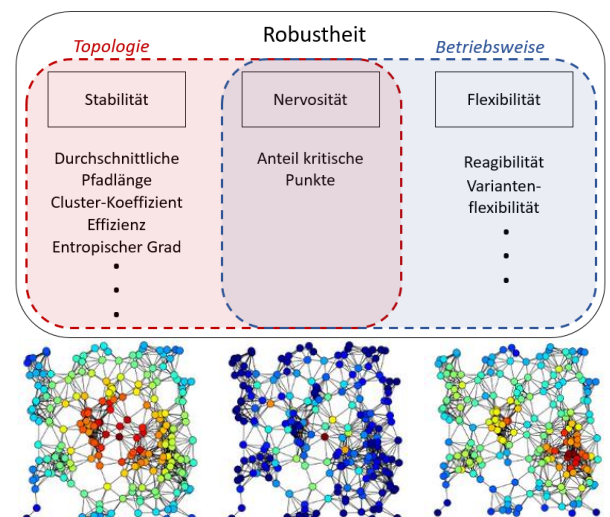 Robustheit
Topologie
Betriebsweise
Stabilität
Nervosität
Flexibilität
Durchschnittliche
Pfadlänge
Cluster-Koeffizient
Effizienz
Entropischer Grad
Anteil kritische
Punkte
Reagibilität
Varianten-
flexibilität